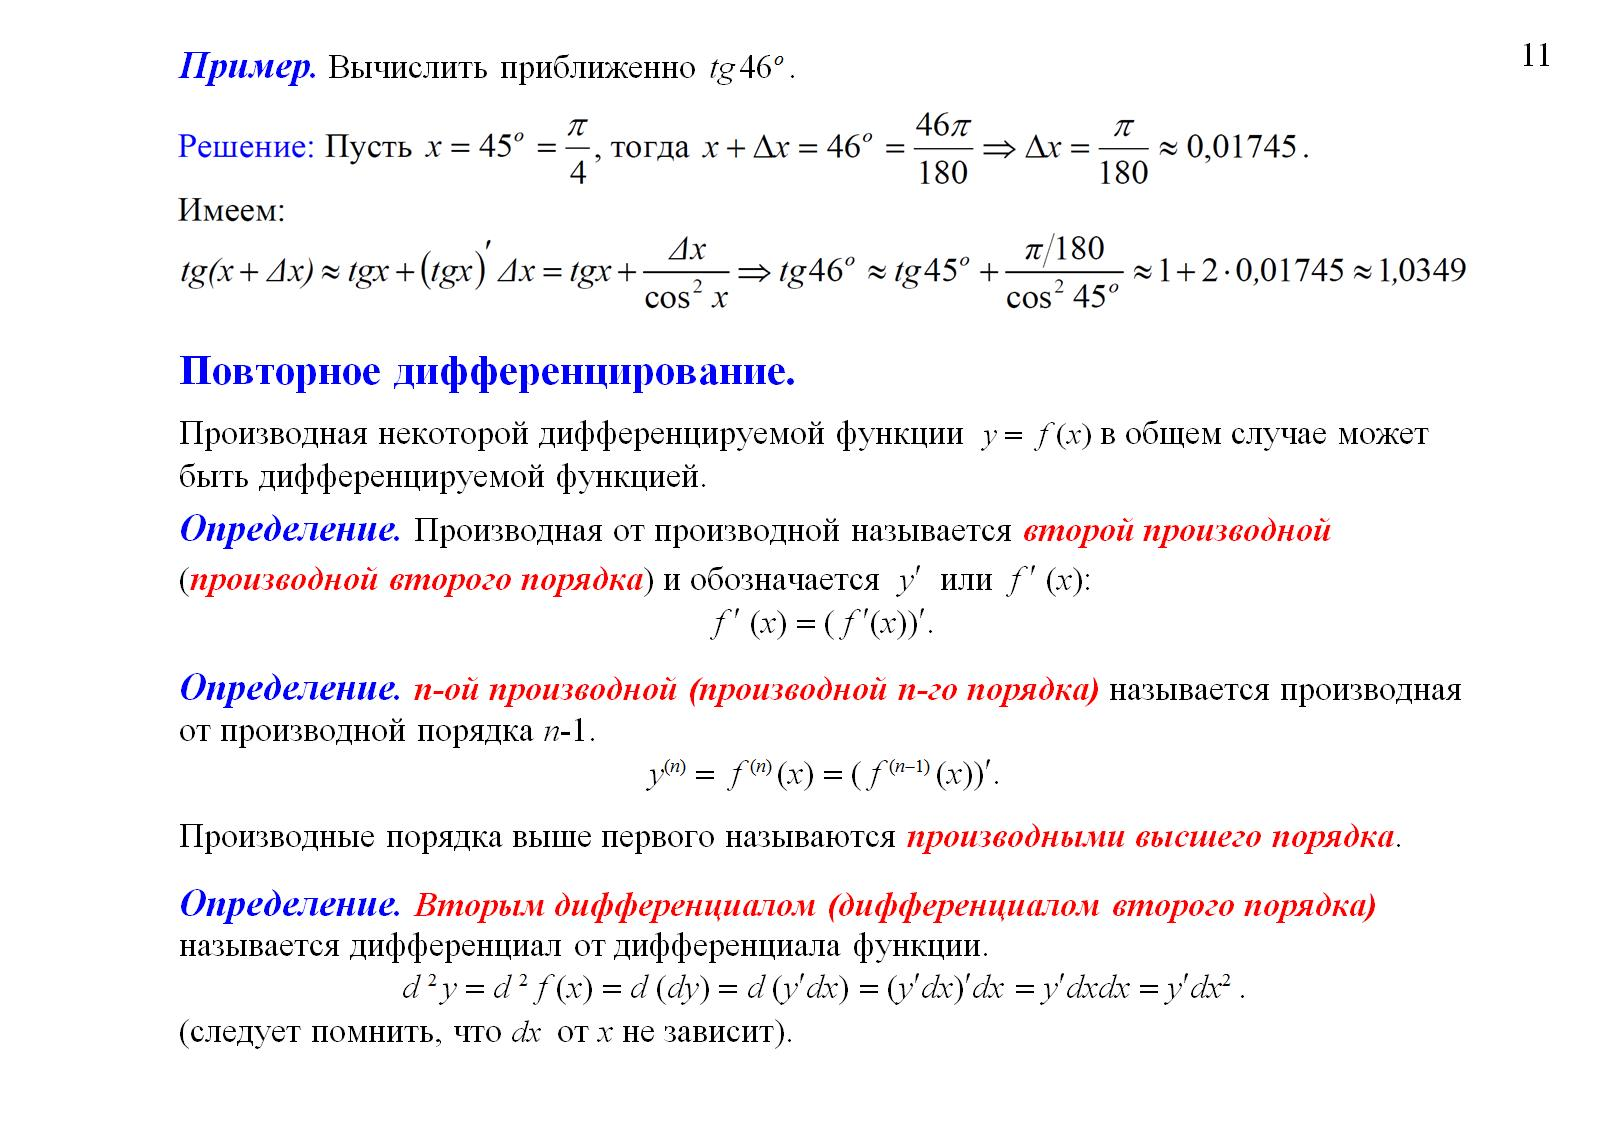 11
Пример. Вычислить приближенно tg46°.
Решение: Пусть x = 45° = π/4, тогда x + Δx = 46° = 46π/180 ⇒ Δx = π/180 ≈ 0,01745.
Имеем:
tg(x + Δx) ≈ tgx + (tgx)′ Δx = tgx + Δx/cos² x ⇒ tg46° ≈ tg45° + (π/180)/cos² 45° ≈ 1 + 2 · 0,01745 ≈ 1,0349
Повторное дифференцирование.
Производная некоторой дифференцируемой функции y = f (x) в общем случае может
быть дифференцируемой функцией.
Определение. Производная от производной называется второй производной
(производной второго порядка) и обозначается y′ или f ′ (x):
f ′ (x) = ( f ′(x))′.
Определение. n-ой производной (производной n-го порядка) называется производная
от производной порядка n-1.
y⁽ⁿ⁾ = f ⁽ⁿ⁾ (x) = ( f ⁽ⁿ⁻¹⁾ (x))′.
Производные порядка выше первого называются производными высшего порядка.
Определение. Вторым дифференциалом (дифференциалом второго порядка)
называется дифференциал от дифференциала функции.
d ² y = d ² f (x) = d (dy) = d (y′dx) = (y′dx)′dx = y′dxdx = y′dx² .
(следует помнить, что dx от x не зависит).